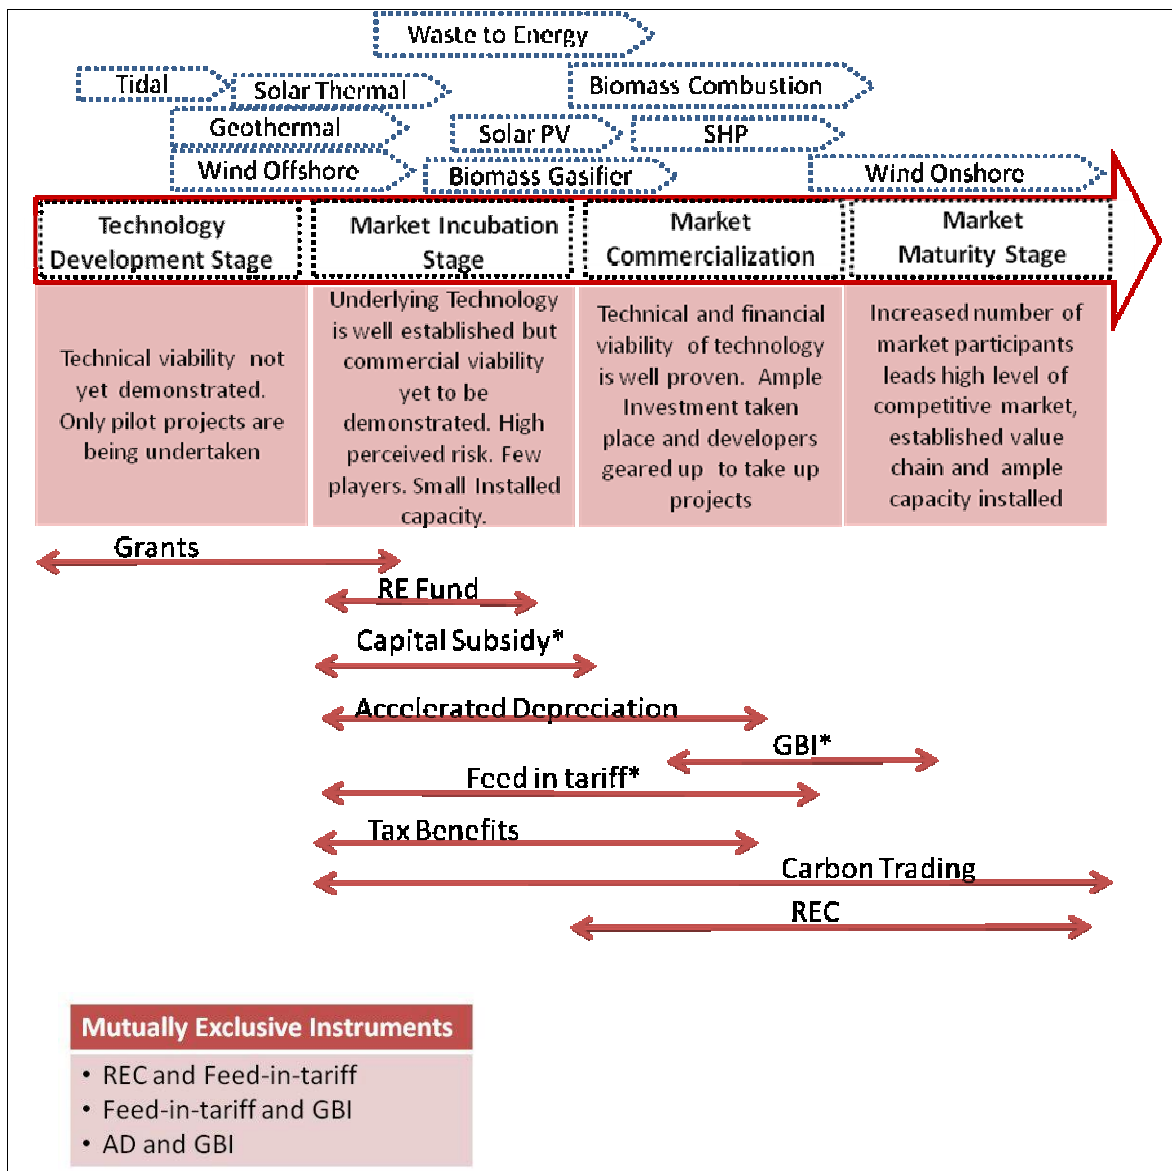 Waste to Energy
Tidal
Solar Thermal
Biomass Combustion
Geothermal
Solar PV
SHP
Wind Offshore
Biomass Gasifier
Wind Onshore
Technology
Development Stage
Market Incubation
Stage
Market
Commercialization
Market
Maturity Stage
Technical viability not
yet demonstrated.
Only pilot projects are
being undertaken
Underlying Technology
is well established but
commercial viability
yet to be
demonstrated. High
perceived risk. Few
players. Small Installed
capacity.
Technical and financial
viability of technology
is well proven. Ample
Investment taken
place and developers
geared up to take up
projects
Increased number of
market participants
leads high level of
competitive market,
established value
chain and ample
capacity installed
Grants
RE Fund
Capital Subsidy*
Accelerated Depreciation
GBI*
Feed in tariff*
Tax Benefits
Carbon Trading
REC
Mutually Exclusive Instruments
• REC and Feed-in-tariff
• Feed-in-tariff and GBI
• AD and GBI